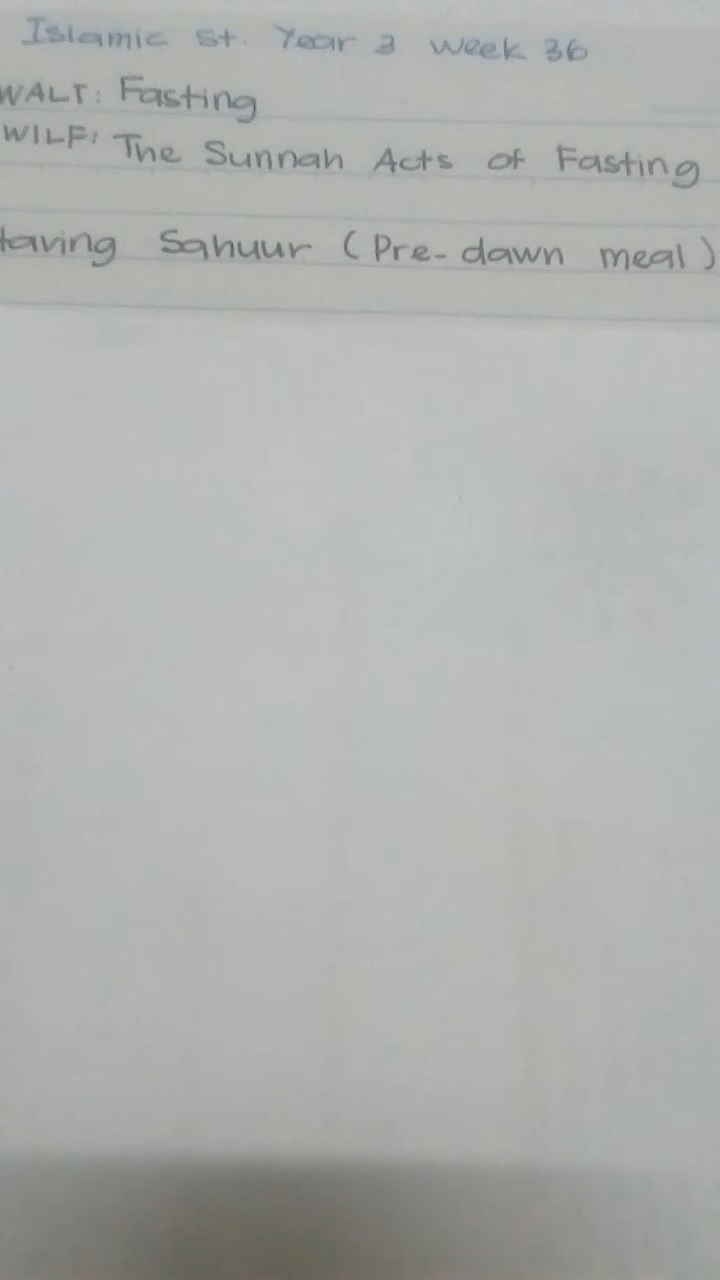 Islamic St. Year 3 Week 36
WALT: Fasting
WILF: The Sunnah Acts of Fasting
Having Sahuur (Pre-dawn meal)